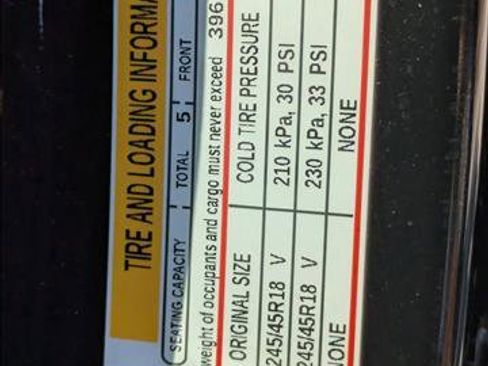 TIRE AND LOADING
SEATING CAPACITY TOTAL 5 FRONT
weight of occupants and cargo must never exceed 396
ORIGINAL SIZE COLD TIRE PRESSURE
245/45R18 V 210 kPa, 30 PSI
245/45R18 V 230 kPa, 33 PSI
NONE NONE